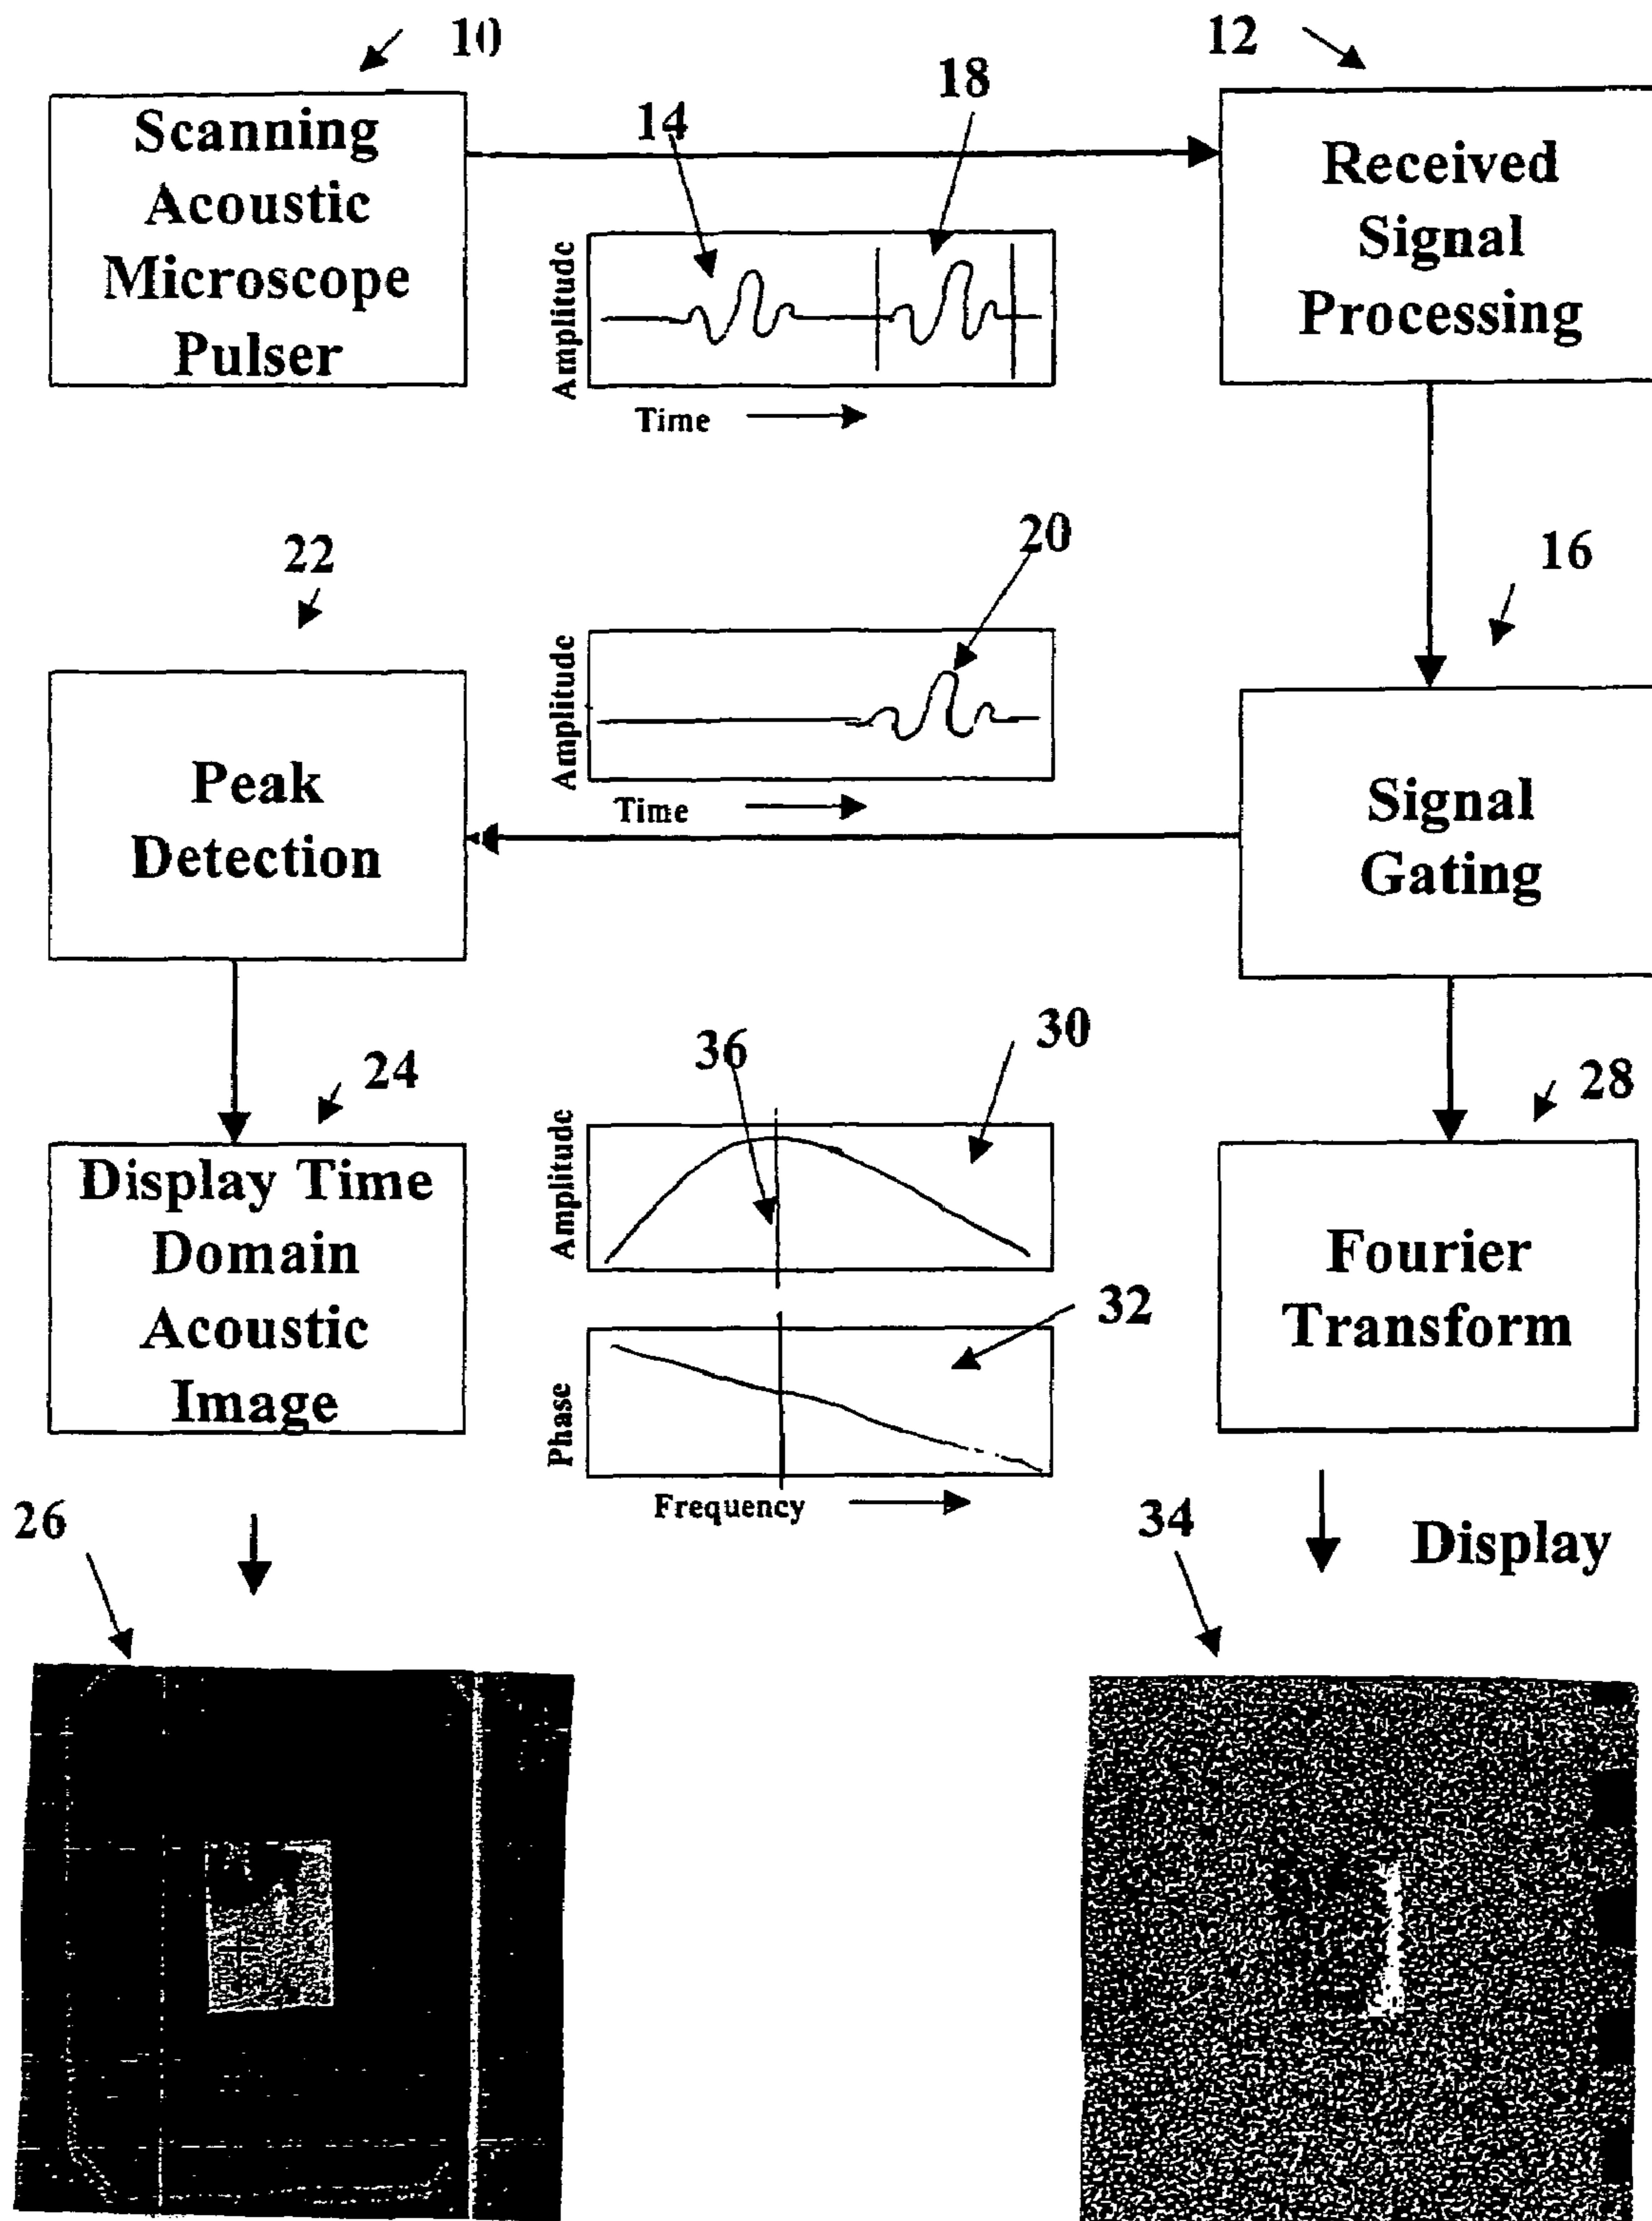 10
12
Scanning
Acoustic
Microscope
Pulser
14
18
Amplitude
Time
Received
Signal
Processing
22
20
16
Peak
Detection
Amplitude
Time
Signal
Gating
24
36
30
28
Display Time
Domain
Acoustic
Image
Amplitude
32
Phase
Frequency
Fourier
Transform
26
34
Display